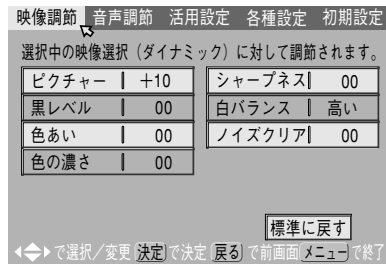 映像調節 音声調節 活用設定 各種設定 初期設定
選択中の映像選択（ダイナミック）に対して調節されます。
ピクチャー +10 シャープネス 00
黒レベル 00 白バランス 高い
色あい 00 ノイズクリア 00
色の濃さ 00
標準に戻す
で選択／変更 決定 で決定 戻る で前画面 メニュー で終了